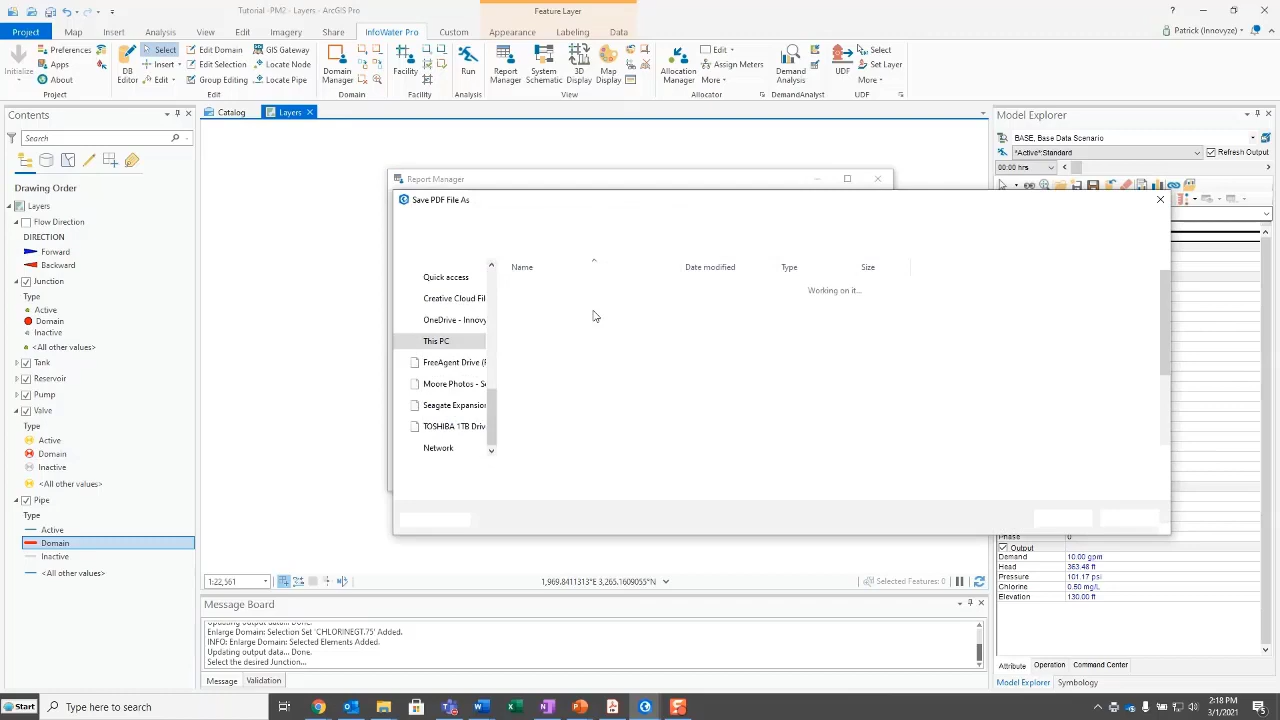 Tutorial -PM2 - Layers - ArcGIS Pro
Feature Layer
Project Map Insert Analysis View Edit Imagery Share InfoWater Pro Custom Appearance Labeling Data
Patrick (Innovyze)
Initialize
Preferences
Apps
About
Project
DB Editor
Select
Insert
Edit
Edit Domain
Edit Selection
Group Editing
GIS Gateway
Locate Node
Locate Pipe
Edit
Domain Manager
Domain
Facility
Facility
Run
Analysis
Report Manager
System Schematic
3D Display
Map Display
View
Allocation Manager
Edit
Assign Meters
More
Allocator
Demand Analysis
DemandAnalyst
UDF
Select
Set Layer
More
UDF
Contents
Search
Drawing Order
Layers
Flow Direction
DIRECTION
Forward
Backward
Junction
Type
Active
Domain
Inactive
<All other values>
Tank
Reservoir
Pump
Valve
Type
Active
Domain
Inactive
<All other values>
Pipe
Type
Active
Domain
Inactive
<All other values>
Catalog
Layers
Report Manager
Save PDF File As
Name Date modified Type Size
Working on it...
Quick access
Creative Cloud Fil
OneDrive - Innovy
This PC
FreeAgent Drive (
Moore Photos - Se
Seagate Expansion
TOSHIBA 1TB Driv
Network
1:22,561
1,969.8411313°E 3,265.1609055°N
Selected Features: 0
Message Board
Updating output data... Done.
Enlarge Domain: Selection Set 'CHLORINEGT.75' Added.
INFO: Enlarge Domain: Selected Elements Added.
Updating output data... Done.
Select the desired Junction...
Message Validation
Model Explorer
BASE, Base Data Scenario
*Active*:Standard
Refresh Output
00:00 hrs
Phase 0
Output
Demand 10.00 gpm
Head 363.48 ft
Pressure 101.17 psi
Chlorine 0.60 mg/L
Elevation 130.00 ft
Attribute Operation Command Center
Model Explorer Symbology
Start
Type here to search
2:18 PM
3/1/2021